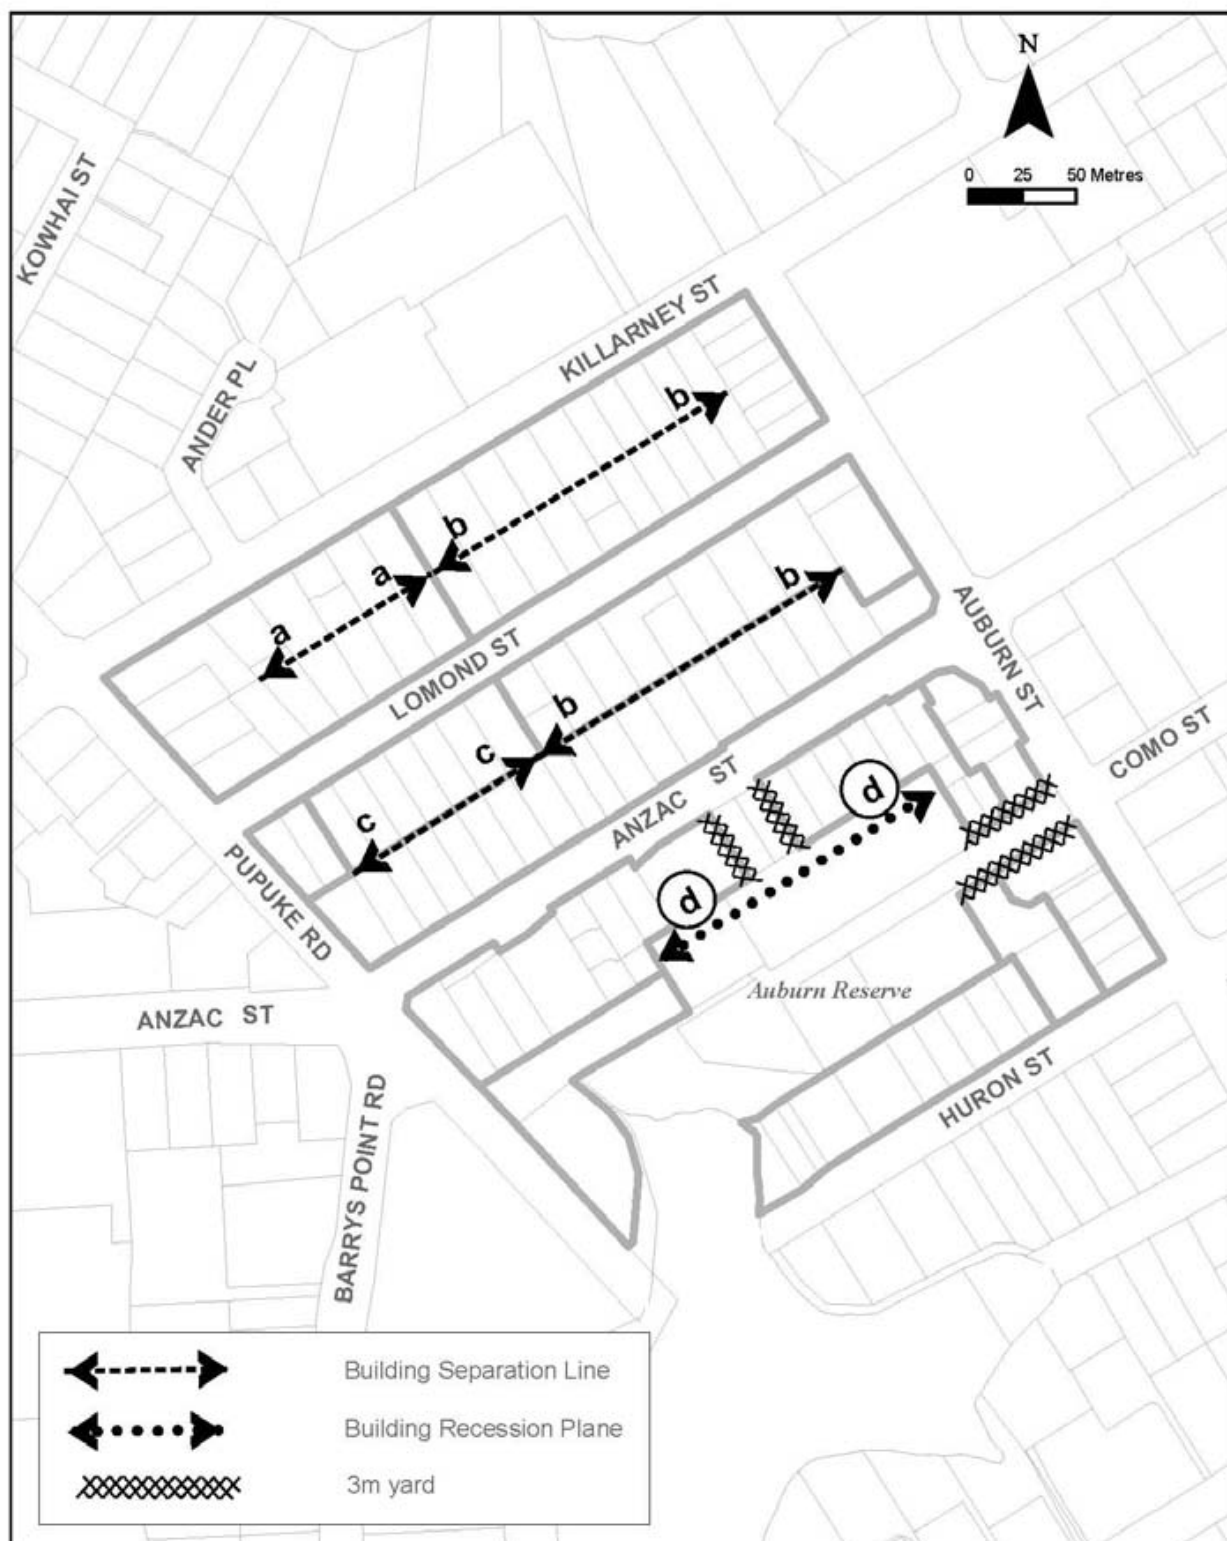 N
0 25 50 Metres
KOWHAI ST
KILLARNEY ST
ANDER PL
b
b
a
a
b
LOMOND ST
AUBURN ST
b
c
COMO ST
ANZAC ST
d
c
PUPUKE RD
d
Auburn Reserve
ANZAC ST
HURON ST
BARRYS POINT RD
Building Separation Line
Building Recession Plane
3m yard